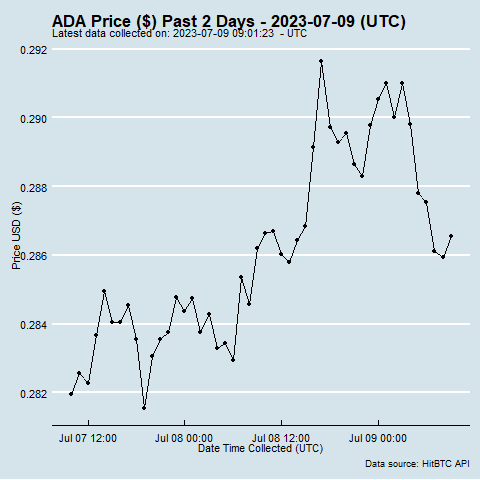 ADA Price ($) Past 2 Days - 2023-07-09 (UTC)
Latest data collected on: 2023-07-09 09:01:23 - UTC
0.292
0.290
0.288
0.286
0.284
0.282
Price USD ($)
Jul 07 12:00 Jul 08 00:00 Jul 08 12:00 Jul 09 00:00
Date Time Collected (UTC)
Data source: HitBTC API